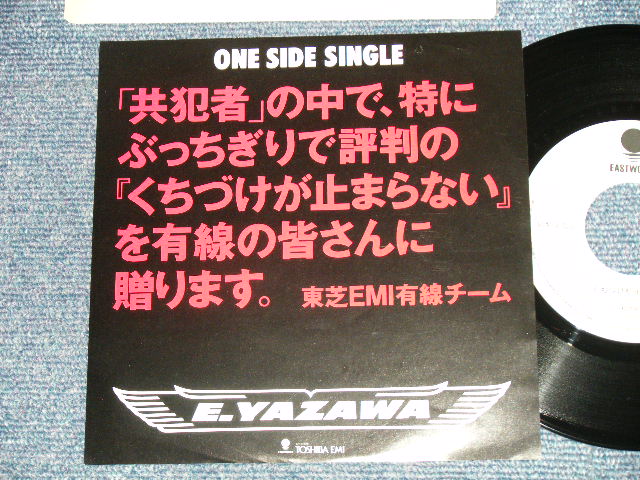 ONE SIDE SINGLE
「共犯者」の中で、特に
ぶっちぎりで評判の
『くちづけが止まらない』
を有線の皆さんに
贈ります。 東芝EMI有線チーム
E.YAZAWA
TOSHIBA EMI